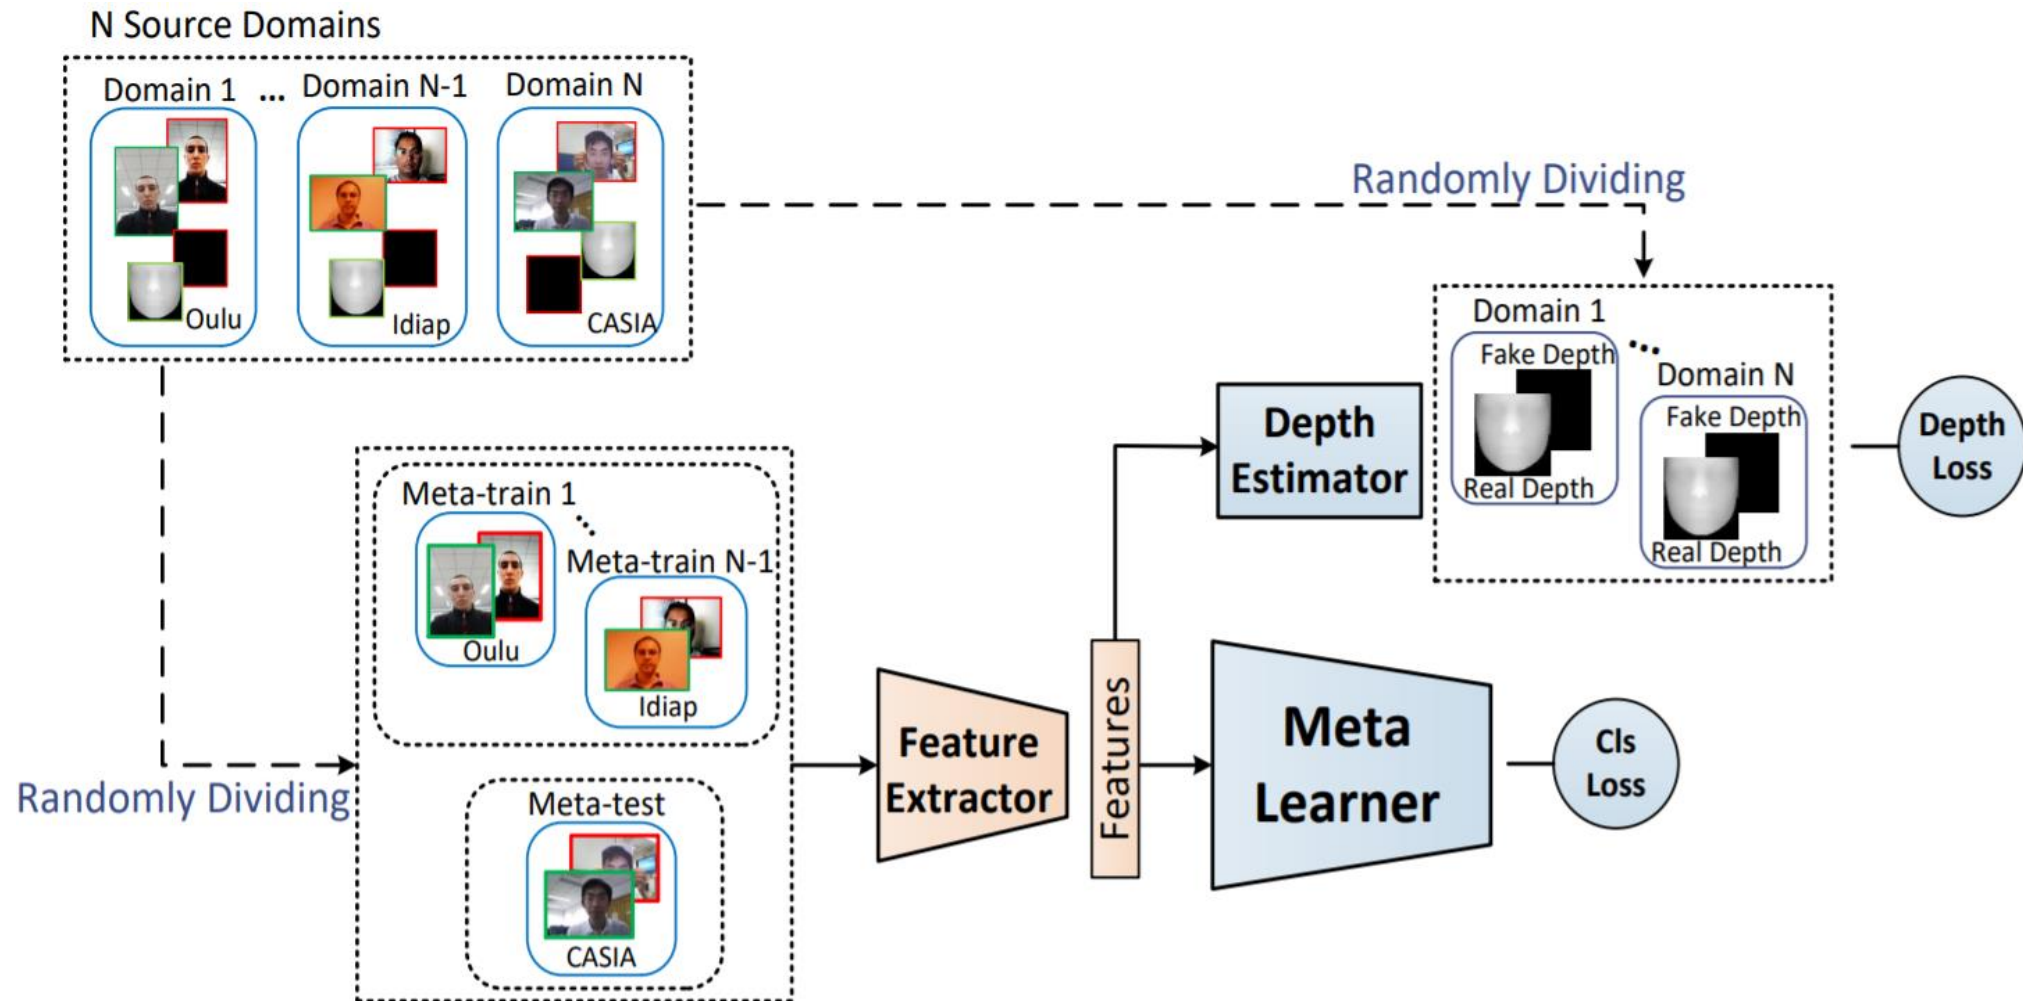 N Source Domains
Domain 1 ... Domain N-1 Domain N
Oulu
Idiap
CASIA
Randomly Dividing
Randomly Dividing
Meta-train 1
...
Meta-train N-1
Oulu
Idiap
Meta-test
CASIA
Feature
Extractor
Features
Depth
Estimator
Domain 1
...
Fake Depth
Real Depth
Domain N
Fake Depth
Real Depth
Depth
Loss
Meta
Learner
Cls
Loss